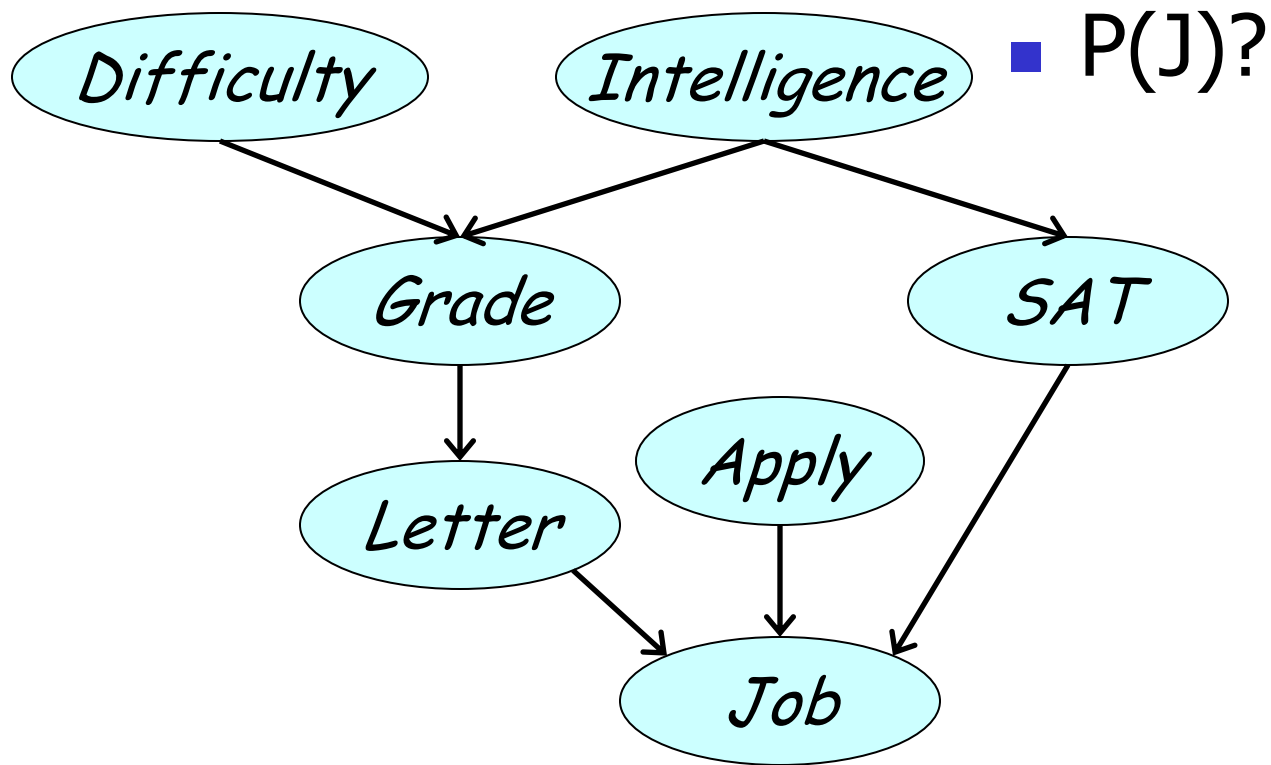 Difficulty
Intelligence
P(J)?
Grade
SAT
Apply
Letter
Job